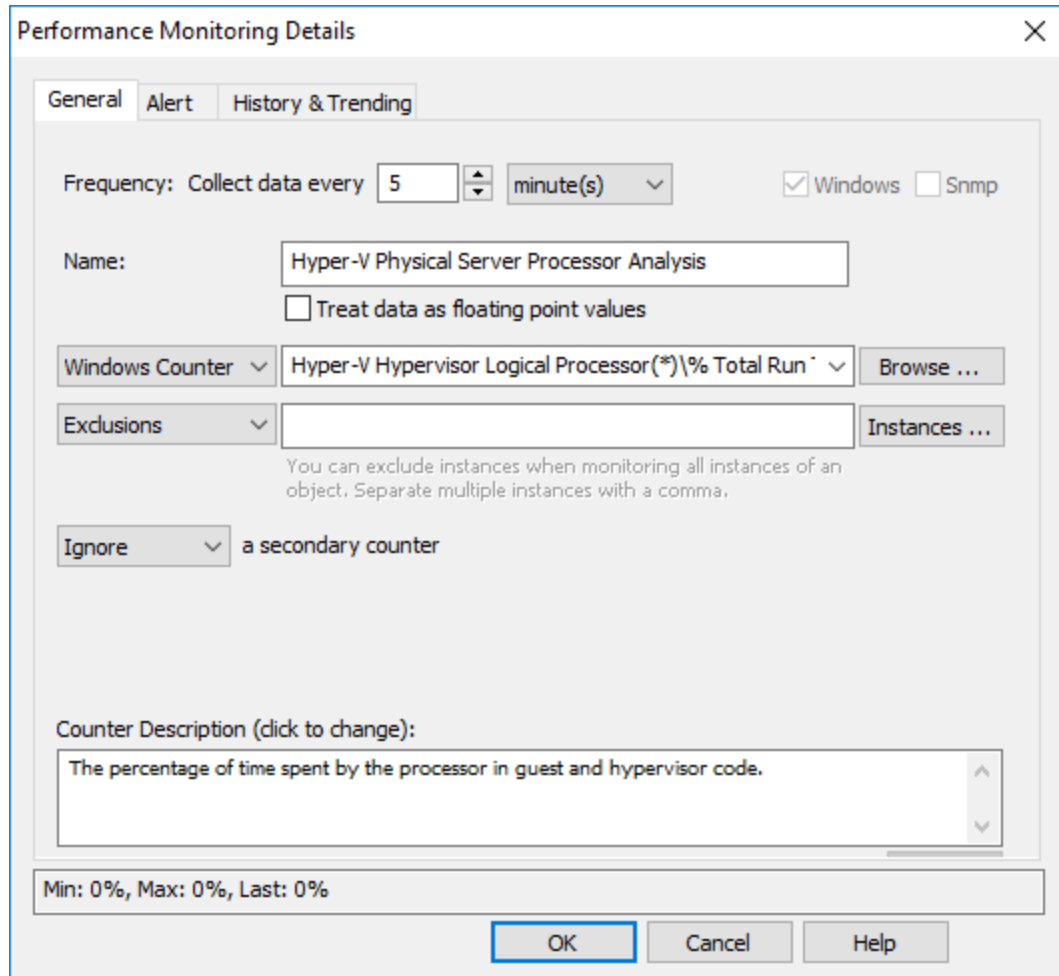 Performance Monitoring Details
General Alert History & Trending
Frequency: Collect data every 5 minute(s) Windows Snmp
Name: Hyper-V Physical Server Processor Analysis
Treat data as floating point values
Windows Counter Hyper-V Hypervisor Logical Processor(*)\% Total Run Browse ...
Exclusions Instances ...
You can exclude instances when monitoring all instances of an
object. Separate multiple instances with a comma.
Ignore a secondary counter
Counter Description (click to change):
The percentage of time spent by the processor in guest and hypervisor code.
Min: 0%, Max: 0%, Last: 0%
OK Cancel Help